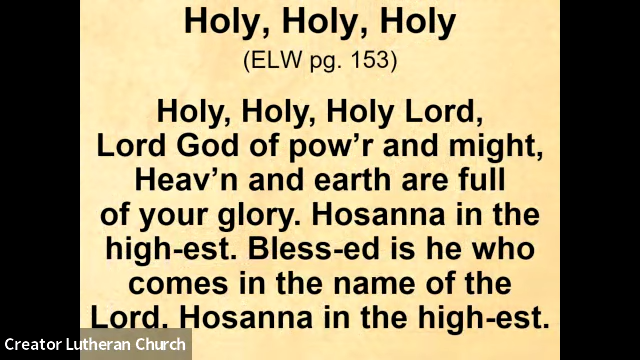 Holy, Holy, Holy
(ELW pg. 153)
Holy, Holy, Holy Lord,
Lord God of pow’r and might,
Heav’n and earth are full
of your glory. Hosanna in the
high-est. Bless-ed is he who
comes in the name of the
Lord. Hosanna in the high-est.
Creator Lutheran Church